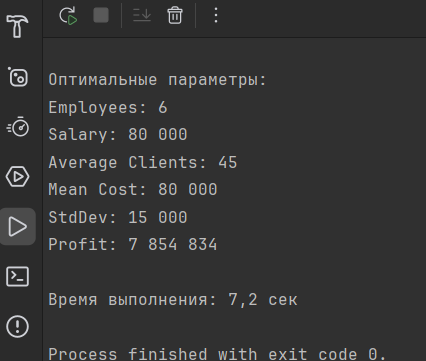 Оптимальные параметры:
Employees: 6
Salary: 80 000
Average Clients: 45
Mean Cost: 80 000
StdDev: 15 000
Profit: 7 854 834
Время выполнения: 7,2 сек
Process finished with exit code 0.